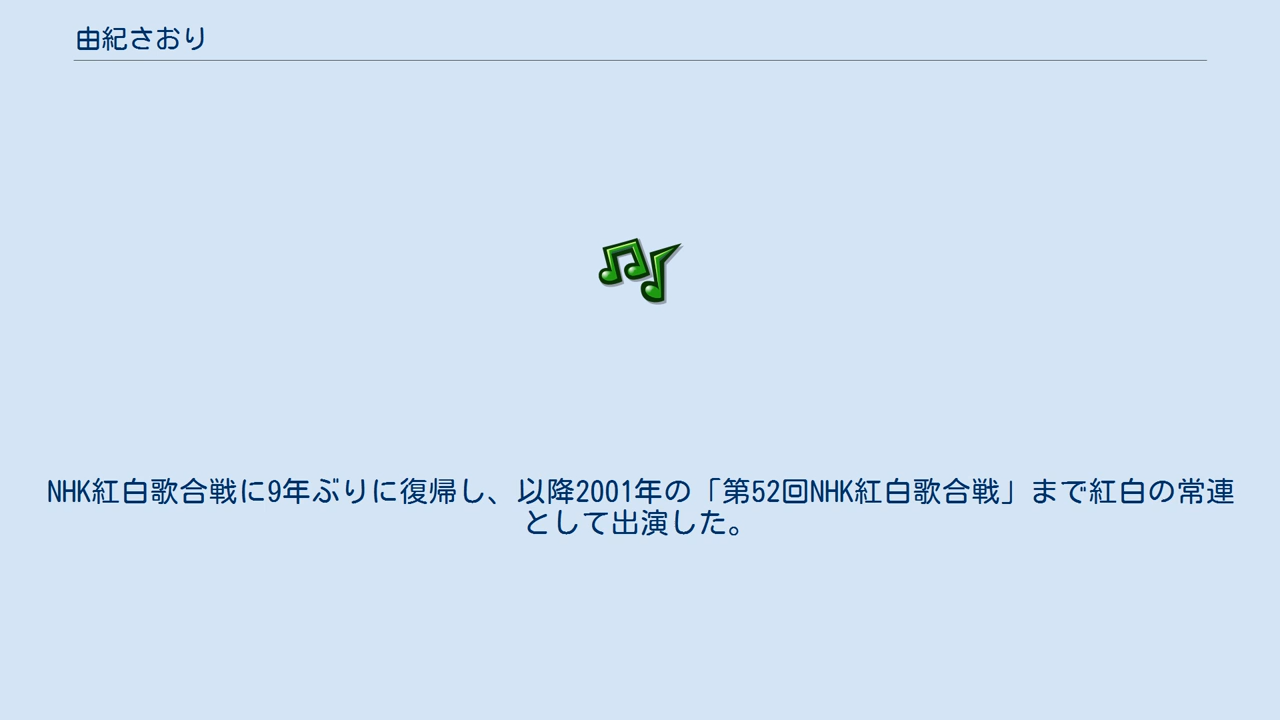 由紀さおり
NHK紅白歌合戦に9年ぶりに復帰し、以降2001年の「第52回NHK紅白歌合戦」まで紅白の常連
として出演した。